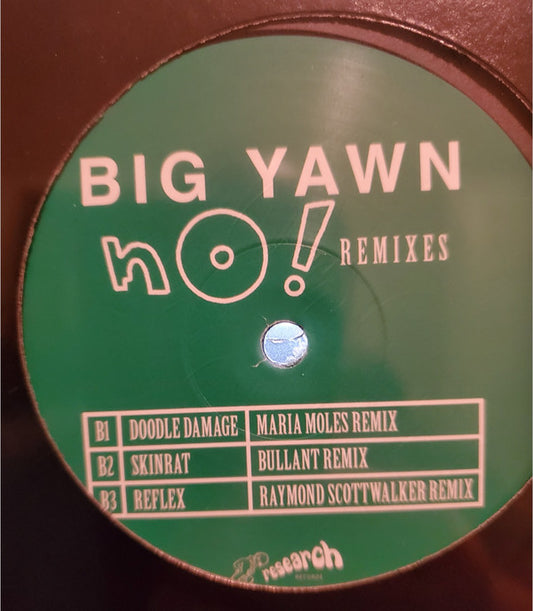 BIG YAWN
nO! REMIXES
B1 DOODLE DAMAGE MARIA MOLES REMIX
B2 SKINRAT BULLANT REMIX
B3 REFLEX RAYMOND SCOTTWALKER REMIX
research
RECORDS